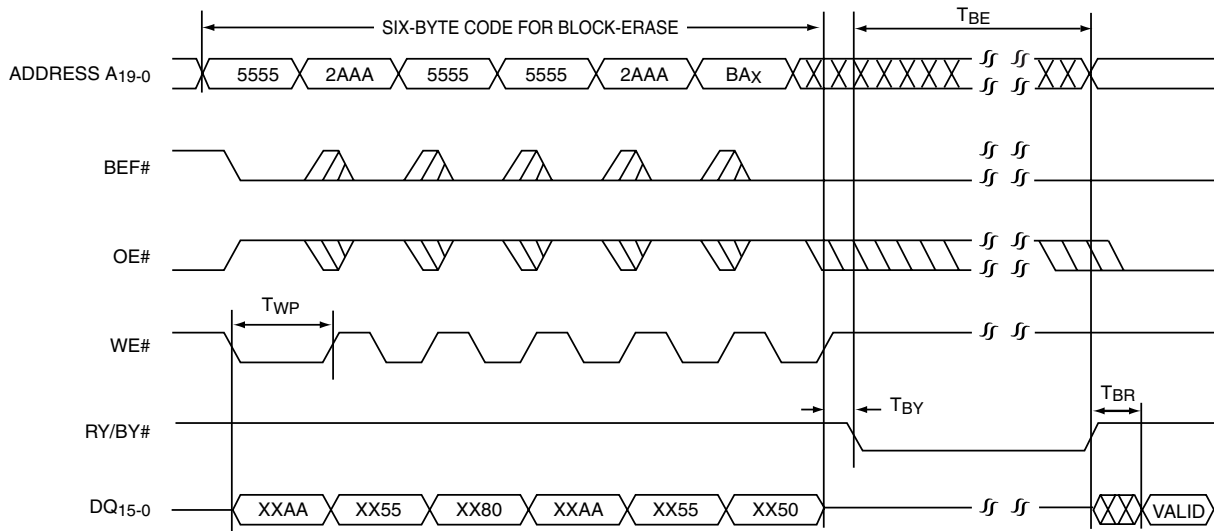 SIX-BYTE CODE FOR BLOCK-ERASE
TBE
ADDRESS A19-0
5555 2AAA 5555 5555 2AAA BAX
BEF#
OE#
TWP
WE#
TBY
TBR
RY/BY#
DQ15-0
XXAA XX55 XX80 XXAA XX55 XX50 VALID